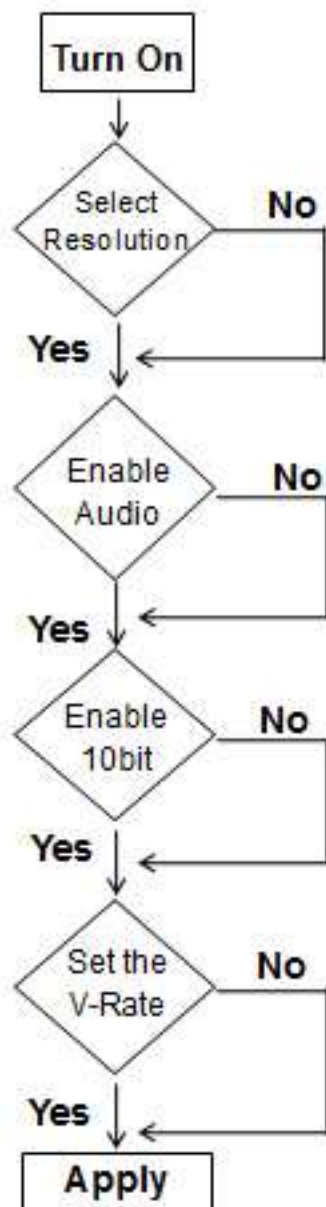 Turn On
Select
Resolution
No
Yes
Enable
Audio
No
Yes
Enable
10bit
No
Yes
Set the
V-Rate
No
Yes
Apply